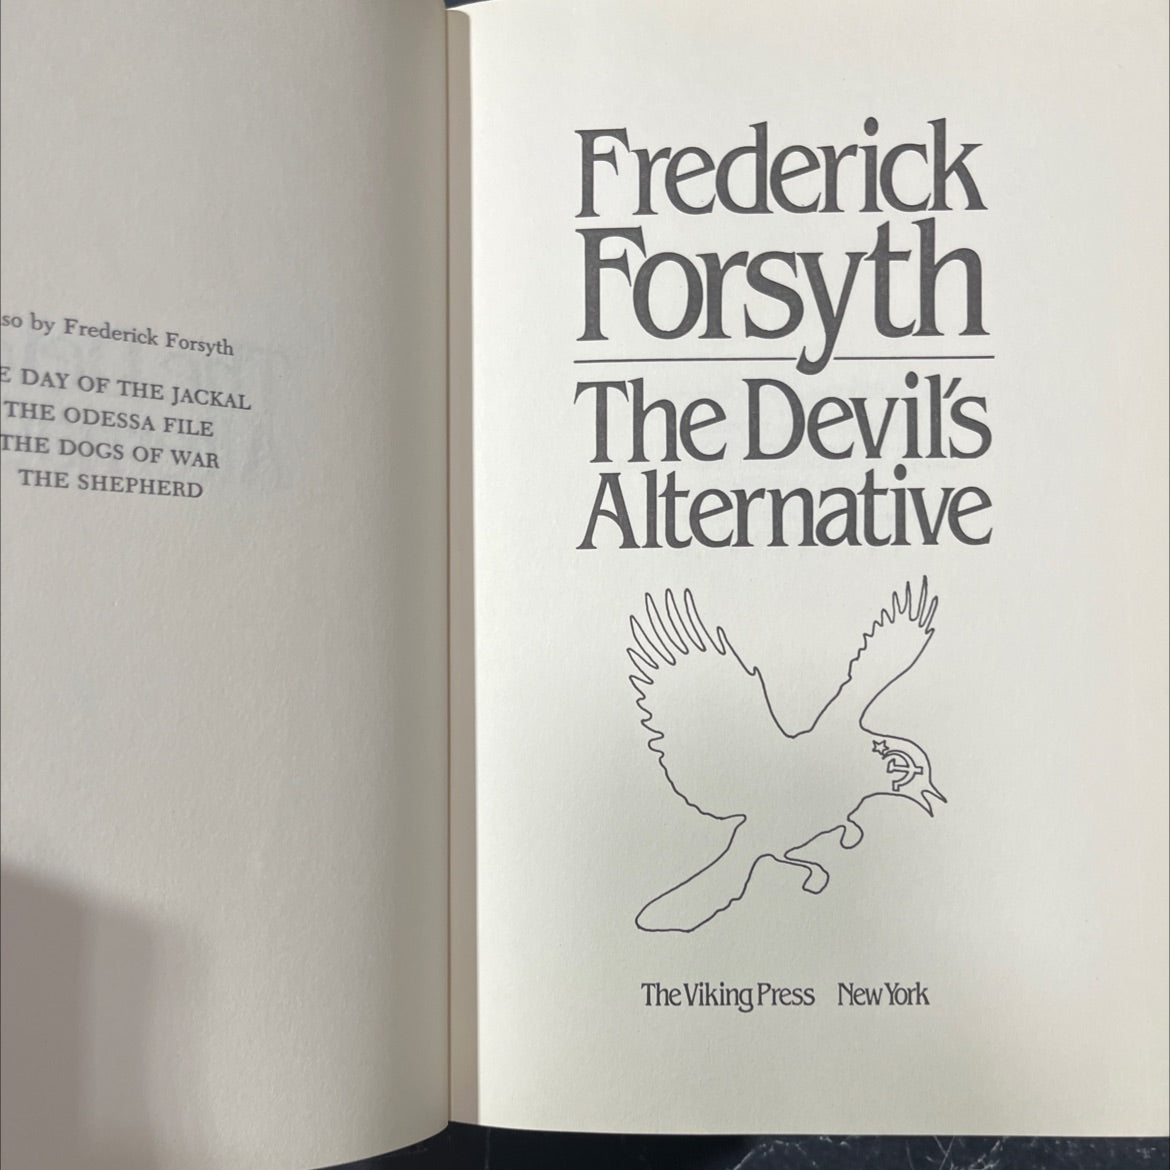 so by Frederick Forsyth
E DAY OF THE JACKAL
THE ODESSA FILE
THE DOGS OF WAR
THE SHEPHERD
Frederick
Forsyth
The Devil's
Alternative
The Viking Press New York